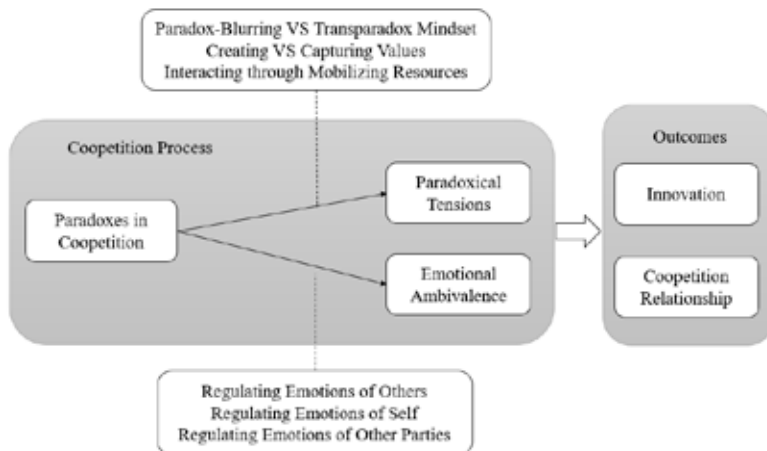 Paradox-Blurring VS Transparadox Mindset
Creating VS Capturing Values
Interacting through Mobilizing Resources
Coopetition Process
Paradoxes in
Coopetition
Paradoxical
Tensions
Emotional
Ambivalence
Outcomes
Innovation
Coopetition
Relationship
Regulating Emotions of Others
Regulating Emotions of Self
Regulating Emotions of Other Parties